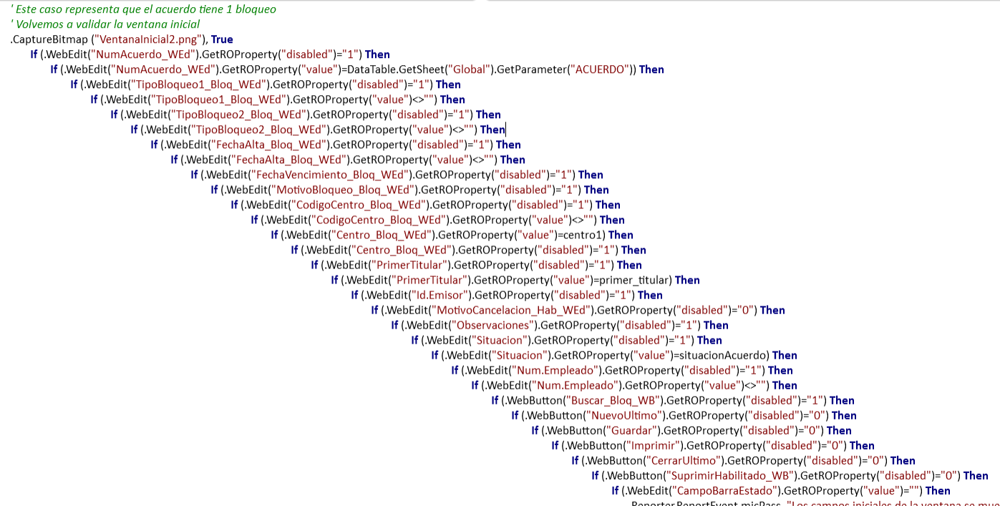 ' Este caso representa que el acuerdo tiene 1 bloqueo
' Volvemos a validar la ventana inicial
.CaptureBitmap ("VentanaInicial2.png"), True
If (.WebEdit("NumAcuerdo_WEd").GetROProperty("disabled")="1") Then
If (.WebEdit("NumAcuerdo_WEd").GetROProperty("value")=DataTable.GetSheet("Global").GetParameter("ACUERDO")) Then
If (.WebEdit("TipoBloqueo1_Bloq_WEd").GetROProperty("disabled")="1") Then
If (.WebEdit("TipoBloqueo1_Bloq_WEd").GetROProperty("value")<>"") Then
If (.WebEdit("TipoBloqueo2_Bloq_WEd").GetROProperty("disabled")="1") Then
If (.WebEdit("TipoBloqueo2_Bloq_WEd").GetROProperty("value")<>"") Then
If (.WebEdit("FechaAlta_Bloq_WEd").GetROProperty("disabled")="1") Then
If (.WebEdit("FechaAlta_Bloq_WEd").GetROProperty("value")<>"") Then
If (.WebEdit("FechaVencimiento_Bloq_WEd").GetROProperty("disabled")="1") Then
If (.WebEdit("MotivoBloqueo_Bloq_WEd").GetROProperty("disabled")="1") Then
If (.WebEdit("CodigoCentro_Bloq_WEd").GetROProperty("disabled")="1") Then
If (.WebEdit("CodigoCentro_Bloq_WEd").GetROProperty("value")<>"") Then
If (.WebEdit("Centro_Bloq_WEd").GetROProperty("value")=centro1) Then
If (.WebEdit("Centro_Bloq_WEd").GetROProperty("disabled")="1") Then
If (.WebEdit("PrimerTitular").GetROProperty("disabled")="1") Then
If (.WebEdit("PrimerTitular").GetROProperty("value")=primer_titular) Then
If (.WebEdit("Id.Emisor").GetROProperty("disabled")="1") Then
If (.WebEdit("MotivoCancelacion_Hab_WEd").GetROProperty("disabled")="0") Then
If (.WebEdit("Observaciones").GetROProperty("disabled")="1") Then
If (.WebEdit("Situacion").GetROProperty("disabled")="1") Then
If (.WebEdit("Situacion").GetROProperty("value")=situacionAcuerdo) Then
If (.WebEdit("Num.Empleado").GetROProperty("disabled")="1") Then
If (.WebEdit("Num.Empleado").GetROProperty("value")<>"") Then
If (.WebButton("Buscar_Bloq_WB").GetROProperty("disabled")="1") Then
If (.WebButton("NuevoUltimo").GetROProperty("disabled")="0") Then
If (.WebButton("Guardar").GetROProperty("disabled")="0") Then
If (.WebButton("Imprimir").GetROProperty("disabled")="0") Then
If (.WebButton("CerrarUltimo").GetROProperty("disabled")="0") Then
If (.WebButton("SuprimirHabilitado_WB").GetROProperty("disabled")="0") Then
If (.WebEdit("CampoBarraEstado").GetROProperty("value")="") Then
Reporter.ReportEvent micPass, "Los campos iniciales de la ventana se mue